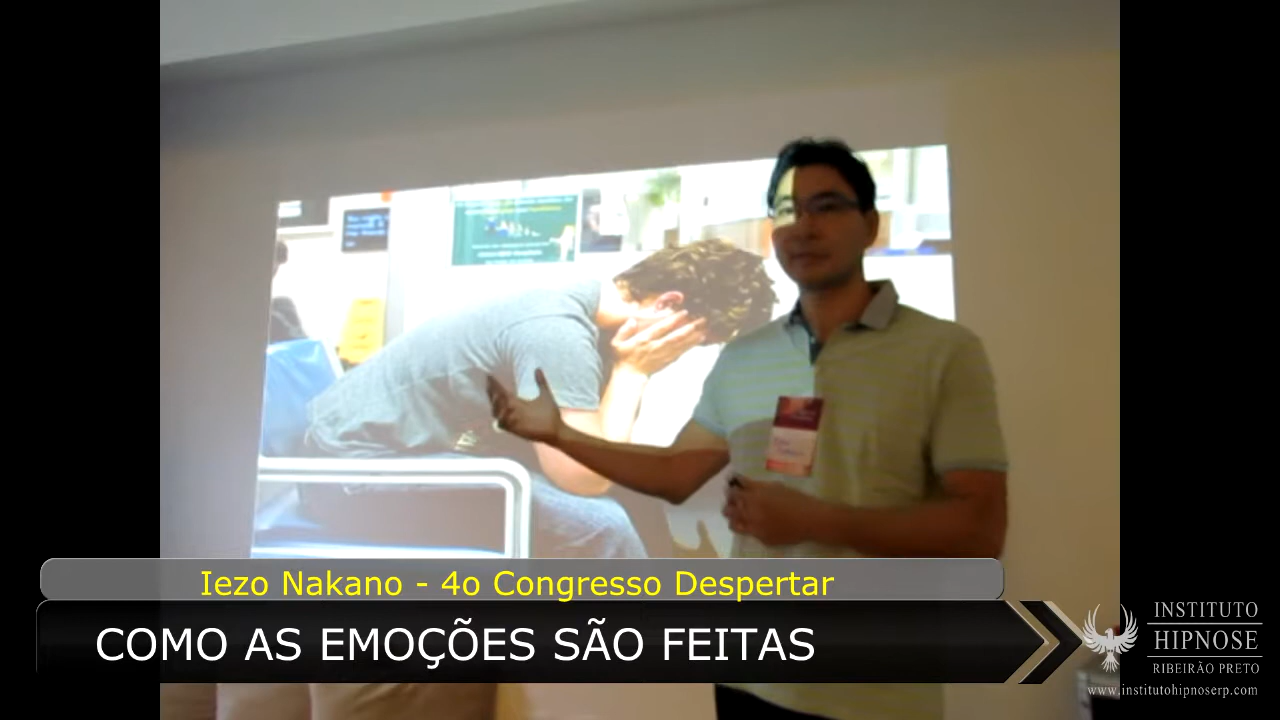 Iezo Nakano - 4o Congresso Despertar
COMO AS EMOÇÕES SÃO FEITAS
INSTITUTO
HIPNOSE
RIBEIRÃO PRETO
www.institutohipnoserp.com